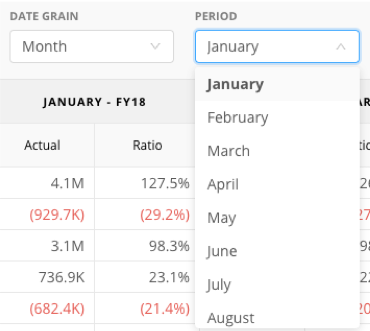 DATE GRAIN PERIOD
Month January
January
February
JANUARY - FY18
March
Actual Ratio
April
4.1M 127.5%
(929.7K) (29.2%)
May
3.1M 98.3%
June
736.9K 23.1%
July
(682.4K) (21.4%)
August